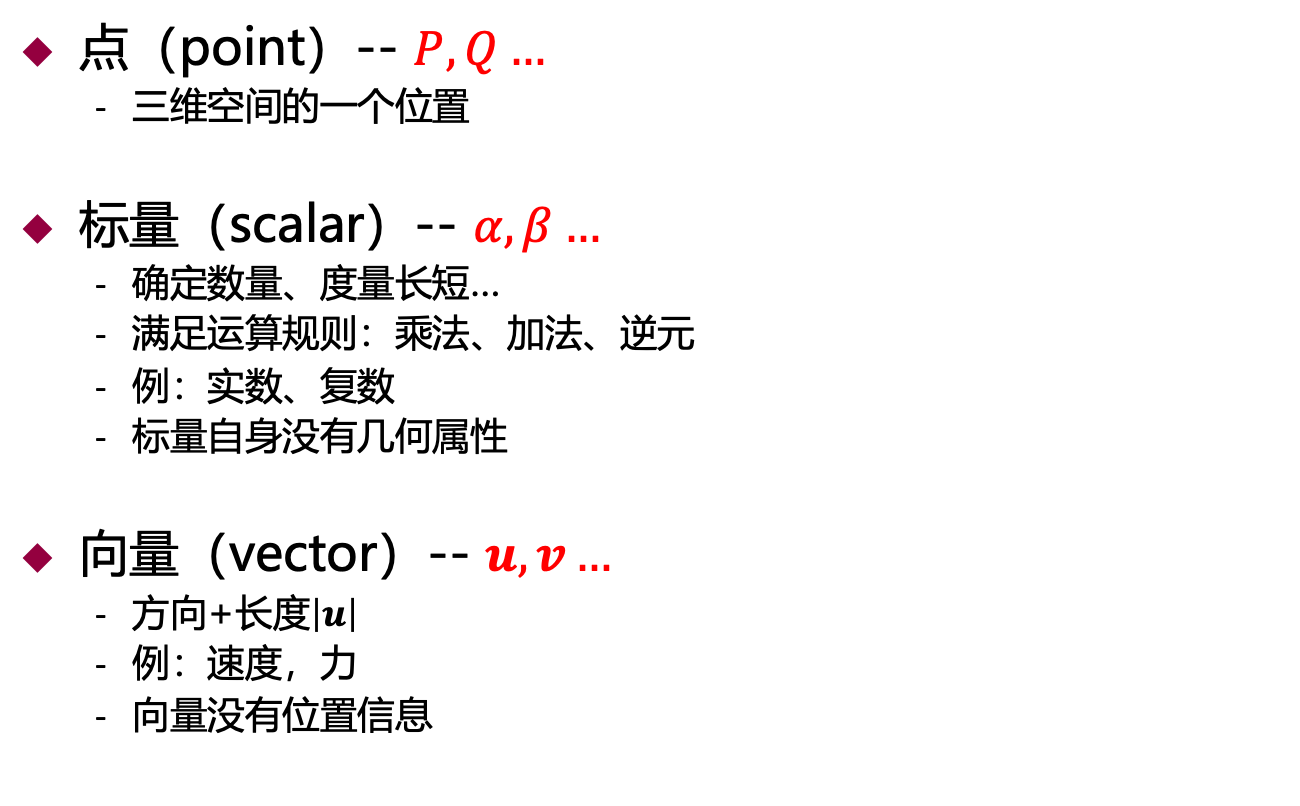 ◆ 点（point）-- P, Q …
- 三维空间的一个位置
◆ 标量（scalar）-- α, β …
- 确定数量、度量长短…
- 满足运算规则：乘法、加法、逆元
- 例：实数、复数
- 标量自身没有几何属性
◆ 向量（vector）-- u, v …
- 方向+长度|u|
- 例：速度，力
- 向量没有位置信息